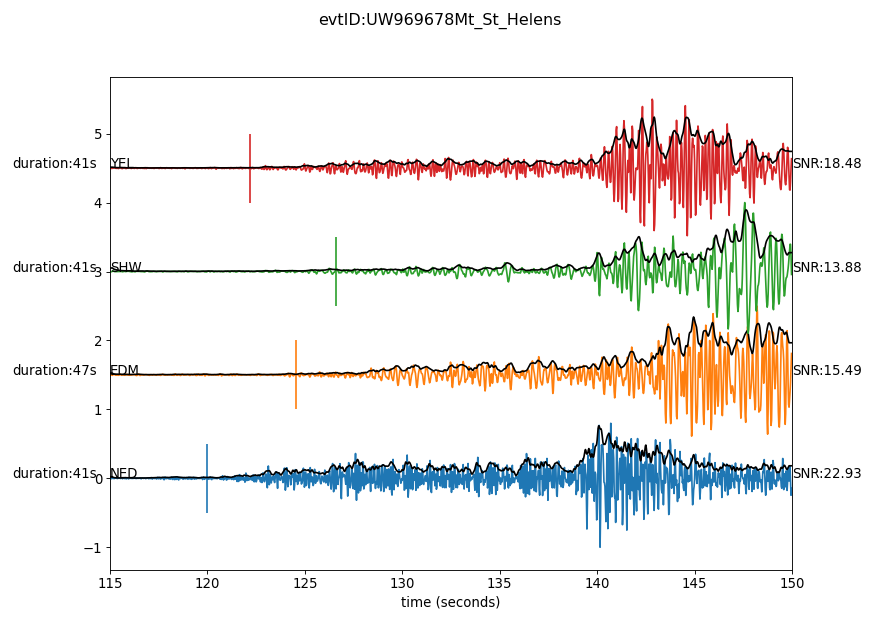 evtID:UW969678Mt_St_Helens
5
duration:41s YEL SNR:18.48
4
duration:41s SHW SNR:13.88
3
2
duration:47s EDM SNR:15.49
1
duration:41s NED SNR:22.93
0
−1
115 120 125 130 135 140 145 150
time (seconds)